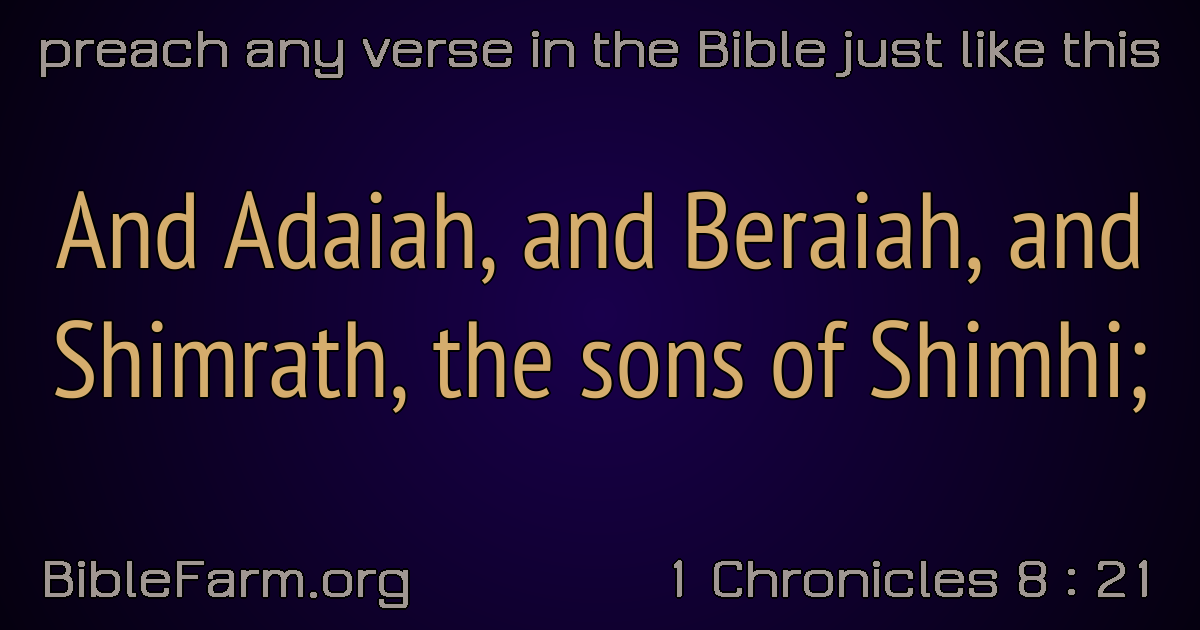 preach any verse in the Bible just like this
And Adaiah, and Beraiah, and
Shimrath, the sons of Shimhi;
BibleFarm.org
1 Chronicles 8 : 21